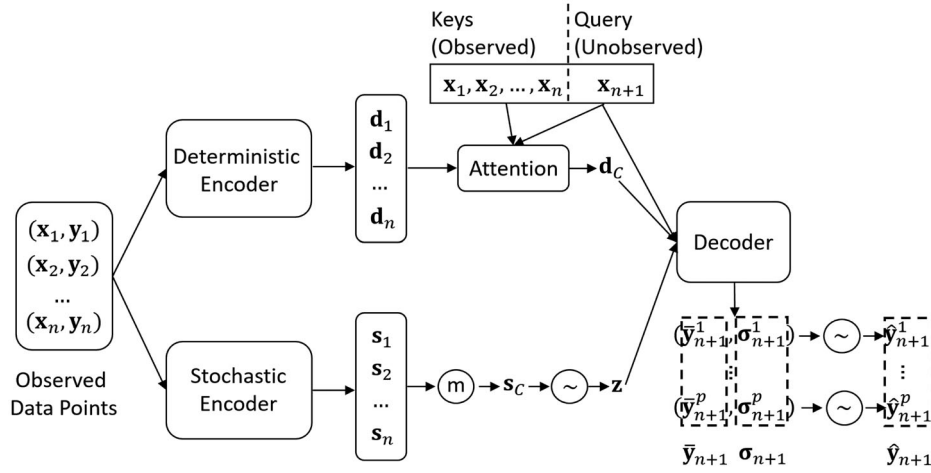 Keys
(Observed)
Query
(Unobserved)
𝐱₁, 𝐱₂, ..., 𝐱ₙ
𝐱ₙ₊₁
Deterministic
Encoder
𝐝₁
𝐝₂
...
𝐝ₙ
Attention
𝐝_C
Decoder
(𝐱₁, 𝐲₁)
(𝐱₂, 𝐲₂)
...
(𝐱ₙ, 𝐲ₙ)
Observed
Data Points
Stochastic
Encoder
𝐬₁
𝐬₂
...
𝐬ₙ
m
𝐬_C
~
𝐳
(ȳ¹ₙ₊₁, σ¹ₙ₊₁) ~ ŷ¹ₙ₊₁
⋮ ⋮
(ȳᵖₙ₊₁, σᵖₙ₊₁) ~ ŷᵖₙ₊₁
ȳₙ₊₁ σₙ₊₁ ŷₙ₊₁